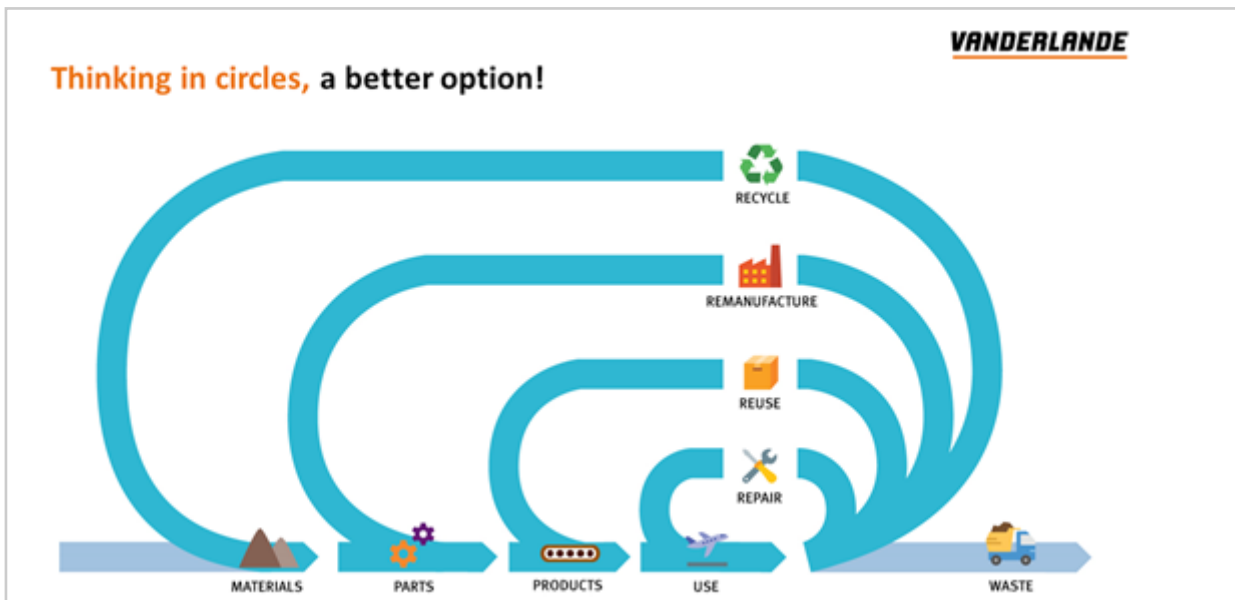 VANDERLANDE
Thinking in circles, a better option!
RECYCLE
REMANUFACTURE
REUSE
REPAIR
MATERIALS
PARTS
PRODUCTS
USE
WASTE